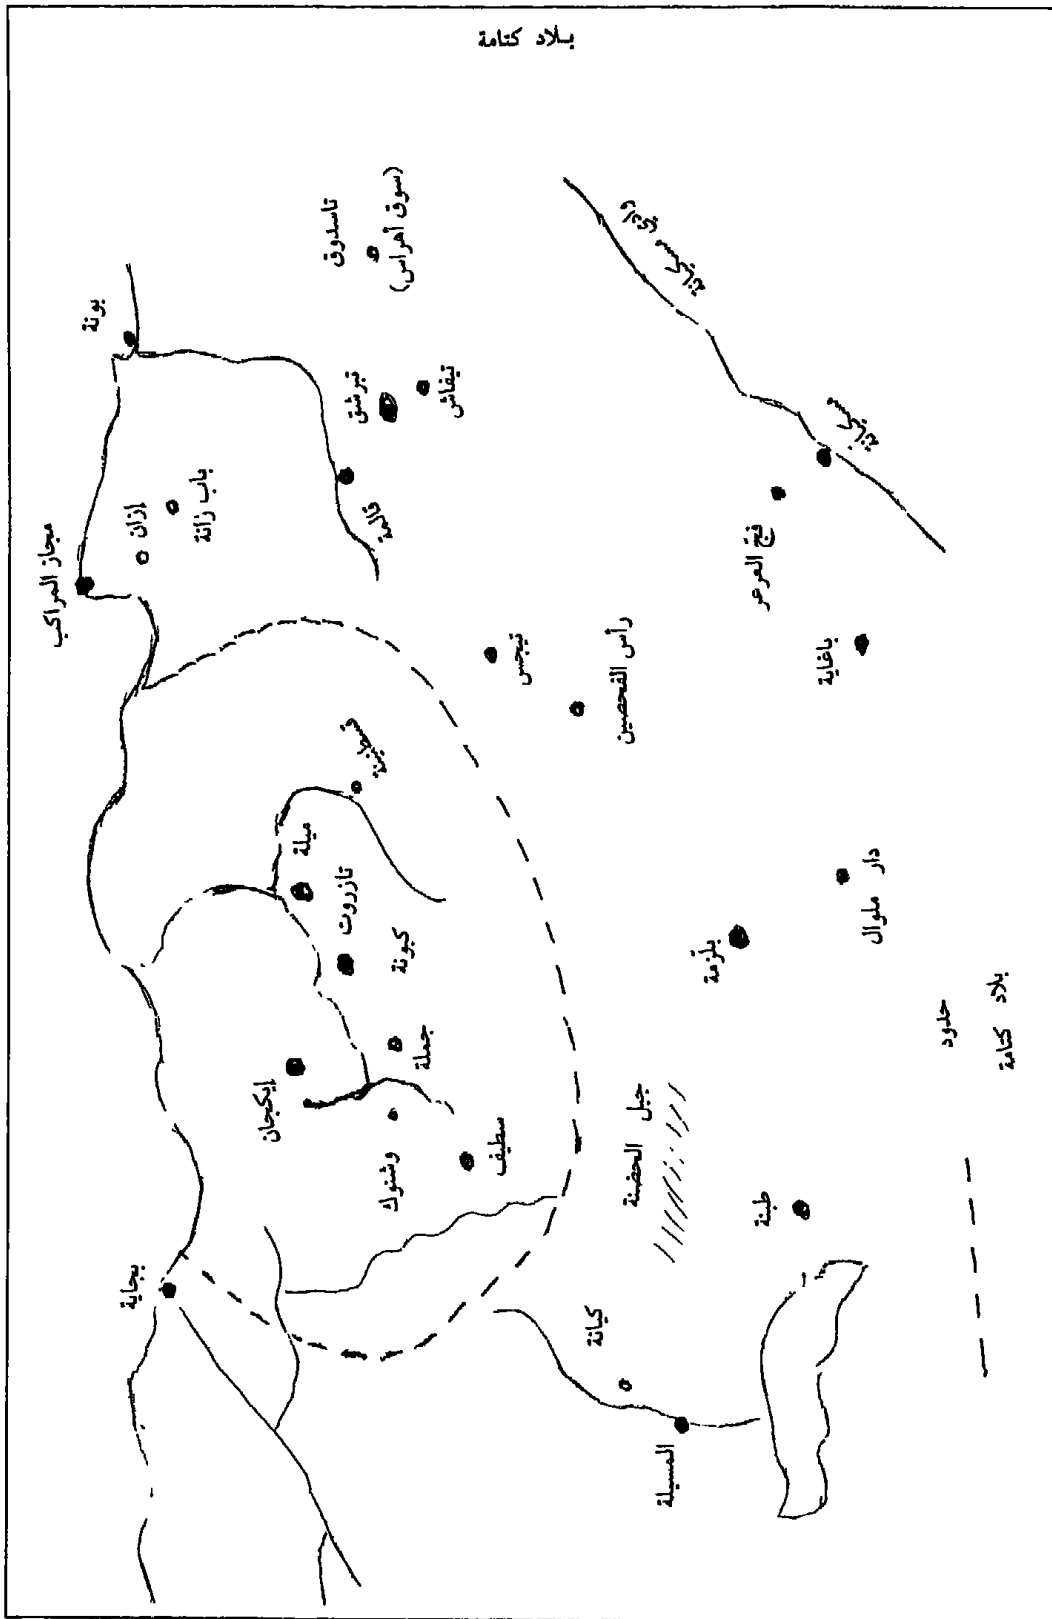 بلاد كتامة
تاسدوق
(سوق أهراس)
بونة
تبرشق
تيفاش
قالمة
باب زانة
إزان
مجاز المراكب
فج العرعر
باغاية
تيجس
رأس الفحصين
ميلة
تازروت
كبونة
جملة
إيكجان
وشنوك
سطيف
دار ملوال
بلزمة
جبل الحضنة
طبنة
بجاية
كيانة
المسيلة
حدود
بلاد كتامة